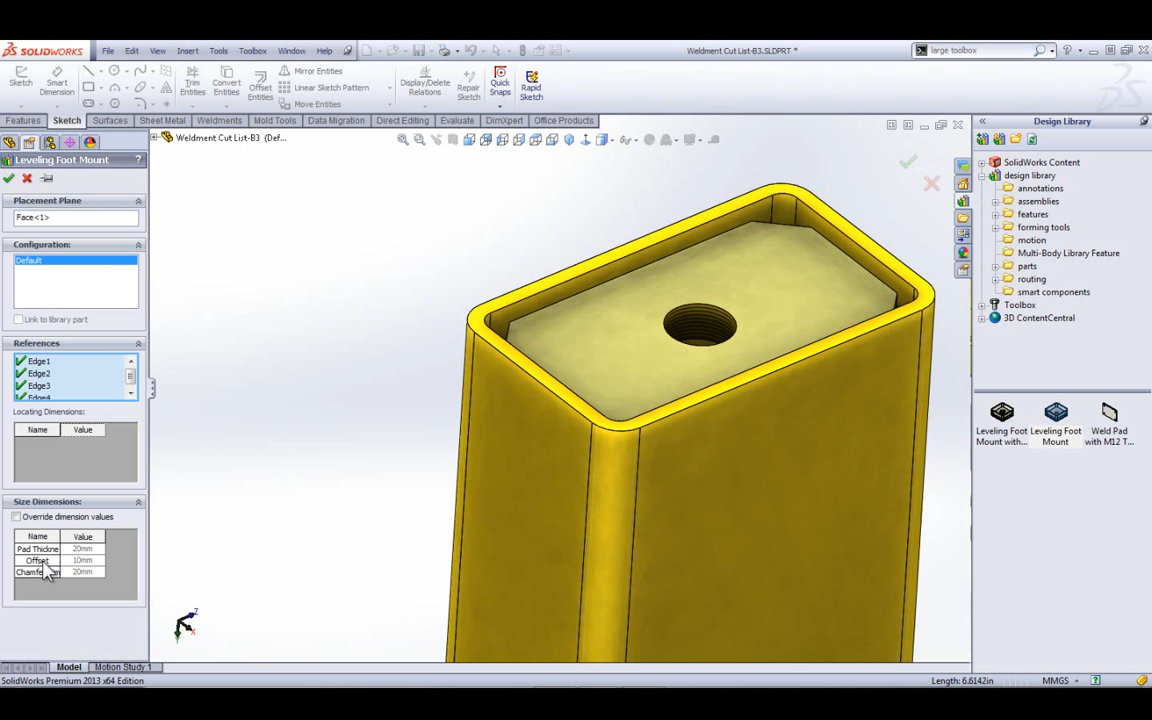 SOLIDWORKS File Edit View Insert Tools Toolbox Window Help Weldment Cut List-B3.SLDPRT * large toolbox
Sketch Smart Dimension Trim Entities Convert Entities Offset Entities Mirror Entities Linear Sketch Pattern Move Entities Display/Delete Relations Repair Sketch Quick Snaps Rapid Sketch
Features Sketch Surfaces Weldments Sheet Metal Mold Tools Data Migration Direct Editing Evaluate DimXpert Office Products
Leveling Foot Mount ?
Placement Plane
Face<1>
Configuration:
Default
Link to library part
References
Edge1
Edge2
Edge3
Edge4
Locating Dimensions:
Name Value
Size Dimensions:
Override dimension values
Name Value
Pad Thickne 20mm
Offset 10mm
20mm
Weldment Cut List-B3 (Def...
Z
X
Y
Design Library
SolidWorks Content
design library
annotations
assemblies
features
forming tools
motion
Multi-Body Library Feature
parts
routing
smart components
Toolbox
3D ContentCentral
Leveling Foot Mount with...
Leveling Foot Mount
Weld Pad with M12 T...
Model Motion Study 1
SolidWorks Premium 2013 x64 Edition Length: 6.6142in MMGS